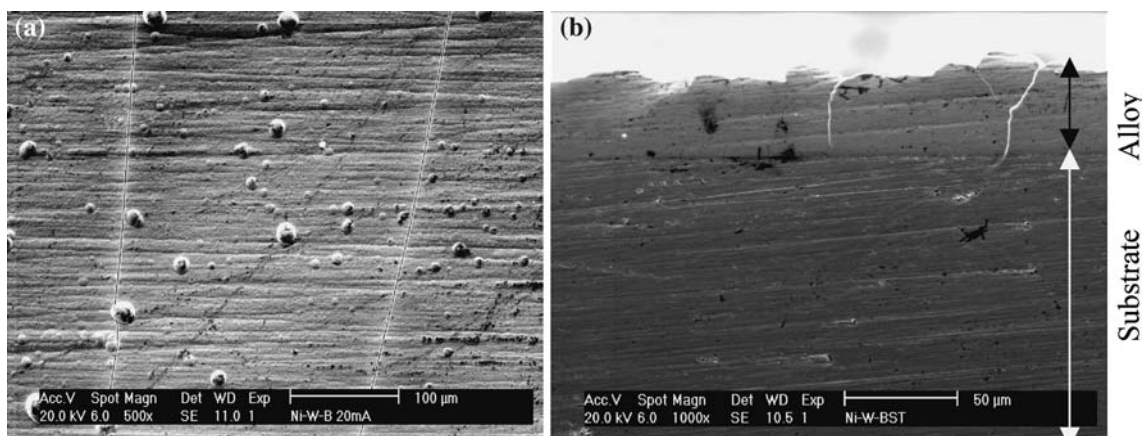 (a)
Acc.V Spot Magn Det WD Exp 100 µm
20.0 kV 6.0 500x SE 11.0 1 Ni-W-B 20mA
(b)
Acc.V Spot Magn Det WD Exp 50 µm
20.0 kV 6.0 1000x SE 10.5 1 Ni-W-BST
Alloy
Substrate